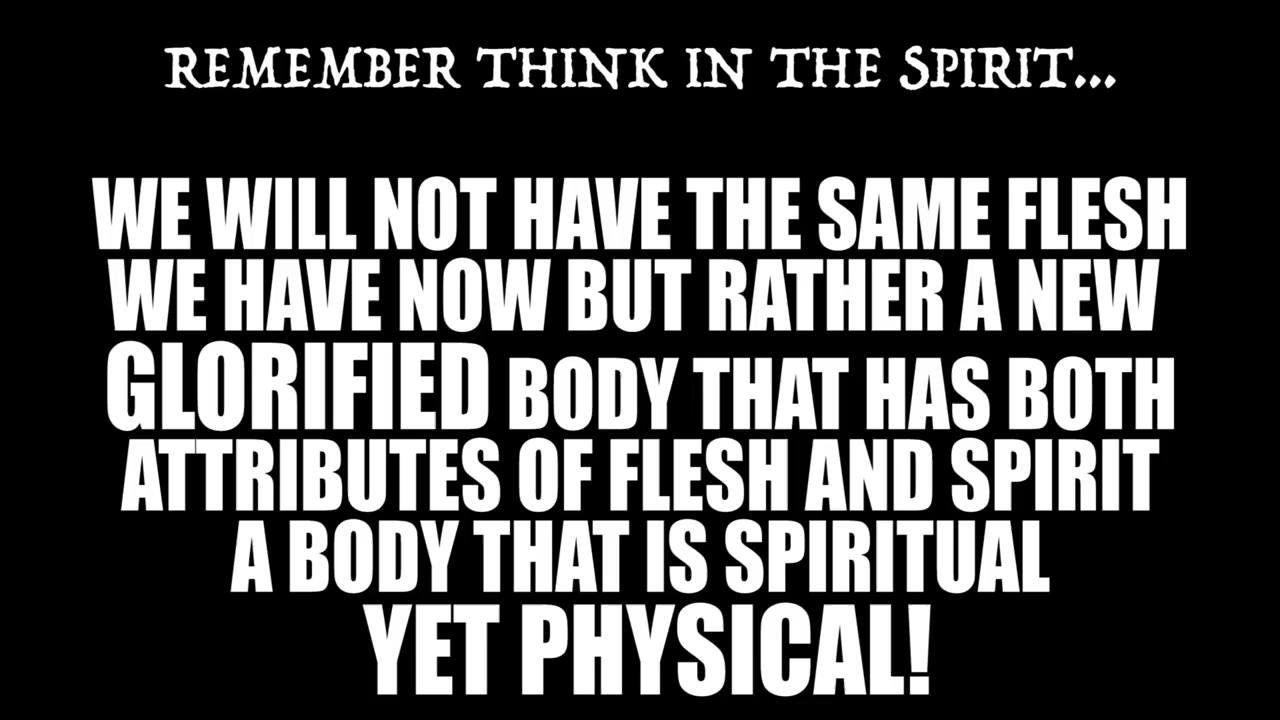 REMEMBER THINK IN THE SPIRIT...
WE WILL NOT HAVE THE SAME FLESH
WE HAVE NOW BUT RATHER A NEW
GLORIFIED BODY THAT HAS BOTH
ATTRIBUTES OF FLESH AND SPIRIT
A BODY THAT IS SPIRITUAL
YET PHYSICAL!